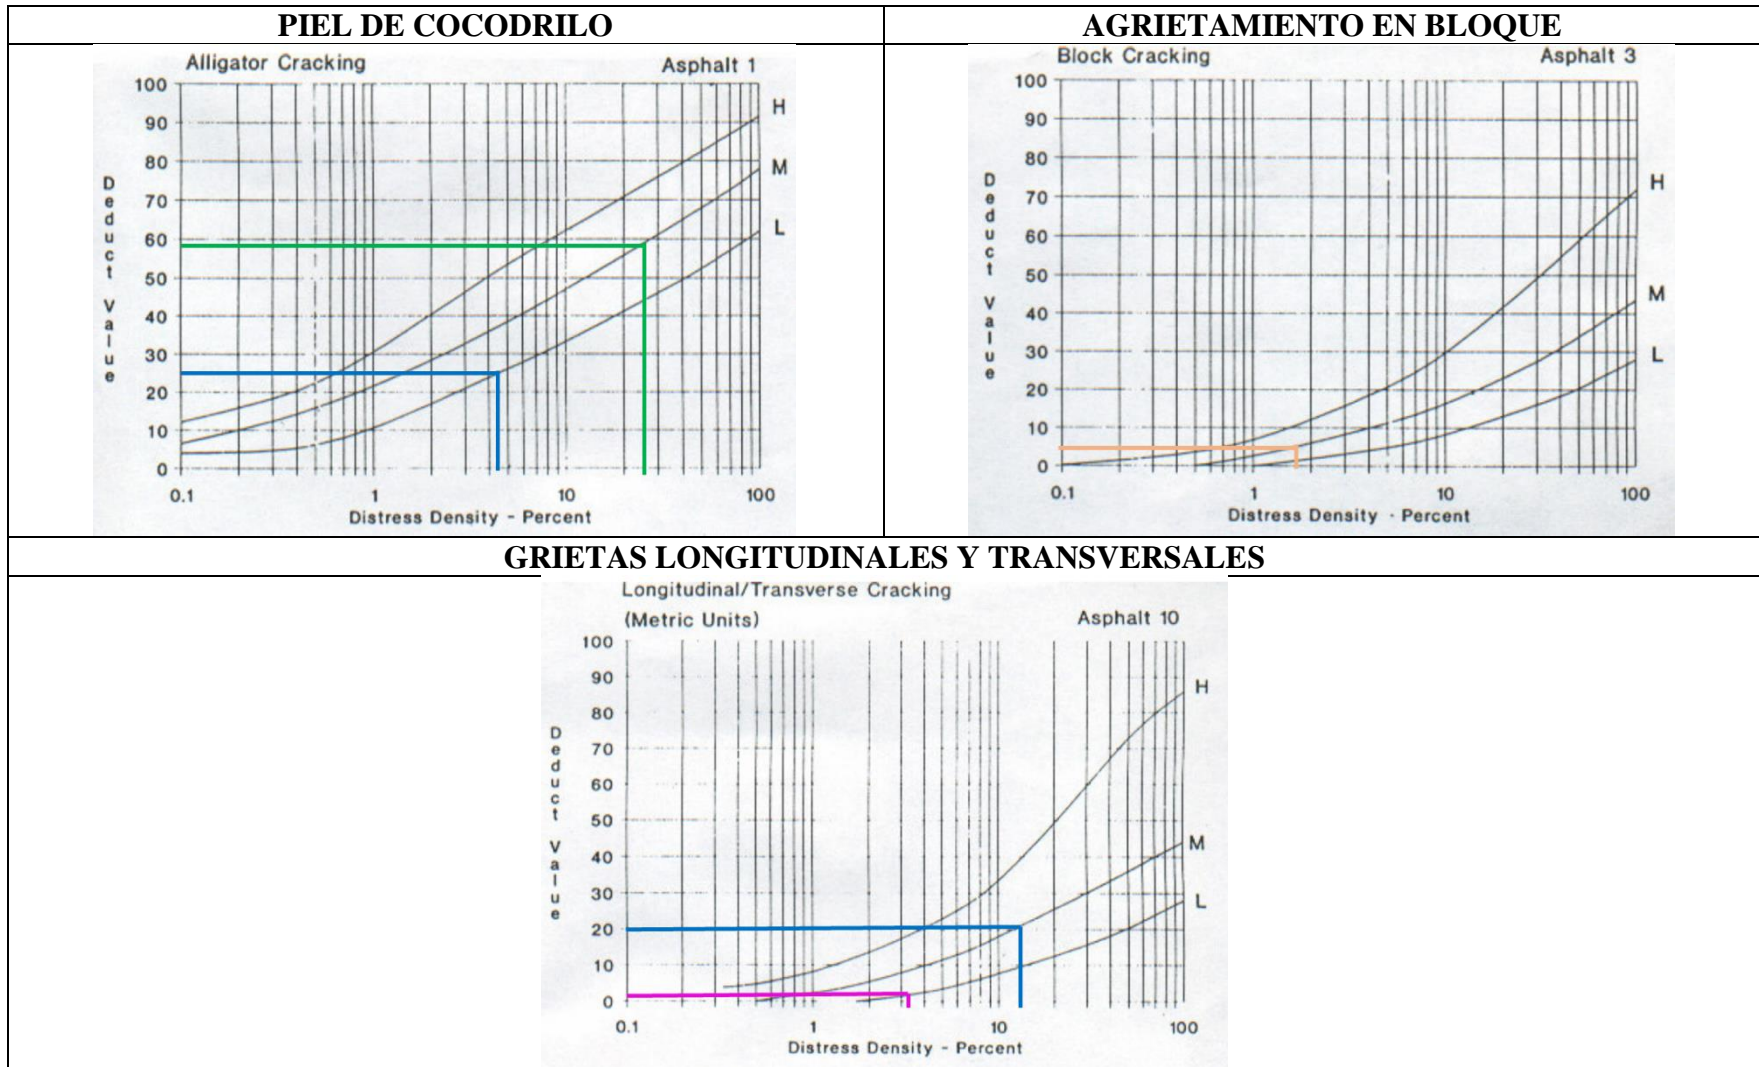 PIEL DE COCODRILO
Alligator Cracking
Asphalt 1
100
90
80
70
60
50
40
30
20
10
0
Deduct Value
H
M
L
0.1
1
10
100
Distress Density - Percent
AGRIETAMIENTO EN BLOQUE
Block Cracking
Asphalt 3
100
90
80
70
60
50
40
30
20
10
0
Deduct Value
H
M
L
0.1
1
10
100
Distress Density - Percent
GRIETAS LONGITUDINALES Y TRANSVERSALES
Longitudinal/Transverse Cracking
(Metric Units)
Asphalt 10
100
90
80
70
60
50
40
30
20
10
0
Deduct Value
H
M
L
0.1
1
10
100
Distress Density - Percent